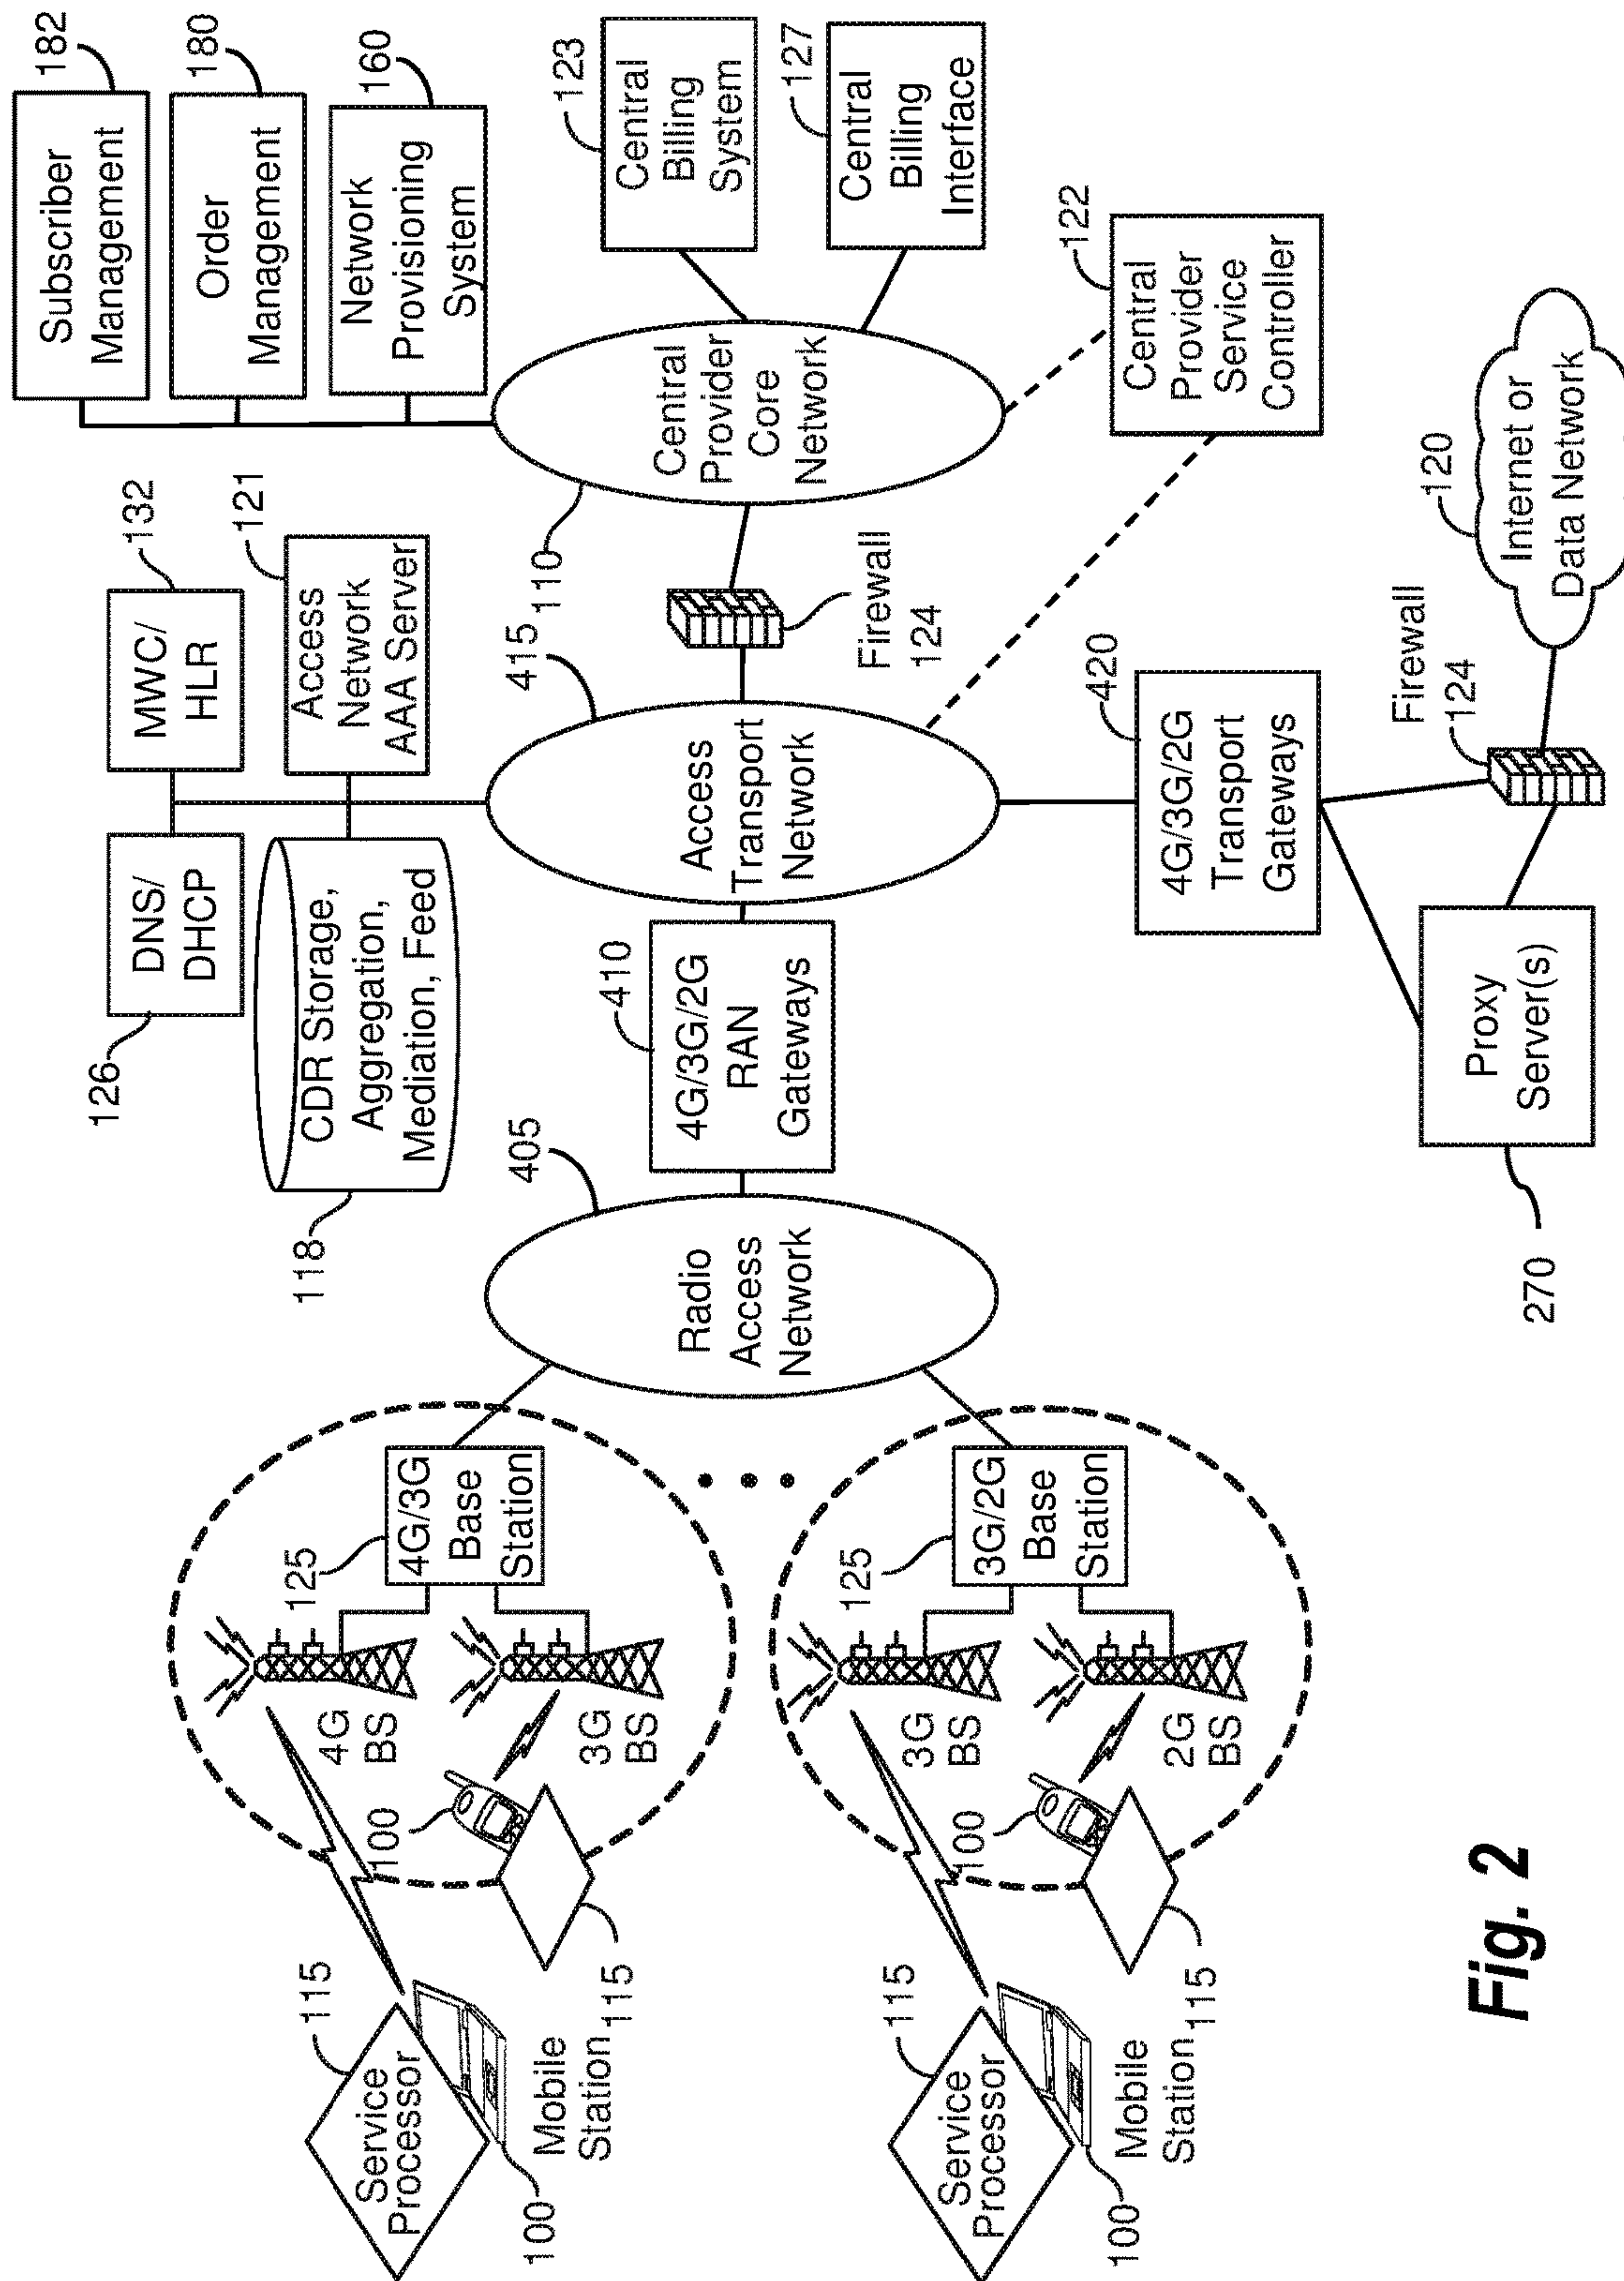 Subscriber
Management
182
Order
Management
180
Network
Provisioning
System
160
Central
Billing
System
123
Central
Billing
Interface
127
Central
Provider
Core
Network
110
Central
Provider
Service
Controller
122
MWC/
HLR
132
Access
Network
AAA Server
121
DNS/
DHCP
126
CDR Storage,
Aggregation,
Mediation, Feed
118
Firewall
124
Access
Transport
Network
415
4G/3G/2G
RAN
Gateways
410
4G/3G/2G
Transport
Gateways
420
Firewall
124
Internet or
Data Network
120
Proxy
Server(s)
270
Radio
Access
Network
405
4G/3G
Base
Station
125
4G
BS
3G
BS
100
115
Service
Processor
115
100
Mobile
Station
3G/2G
Base
Station
125
3G
BS
2G
BS
100
115
Service
Processor
115
100
Mobile
Station
Fig. 2